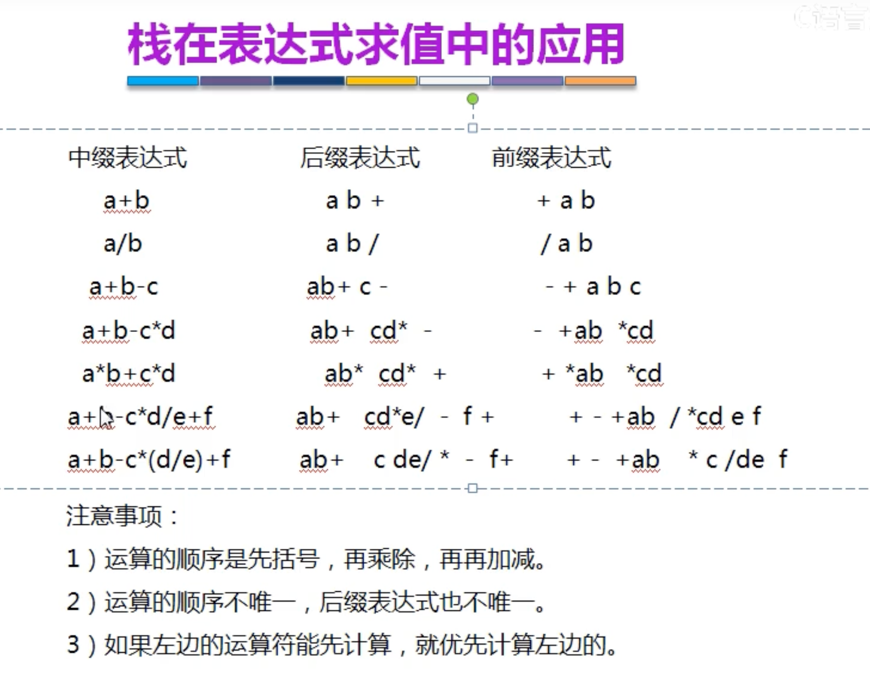 C语言
栈在表达式求值中的应用
中缀表达式 后缀表达式 前缀表达式
a+b a b + + a b
a/b a b / / a b
a+b-c ab+ c - - + a b c
a+b-c*d ab+ cd* - - +ab *cd
a*b+c*d ab* cd* + + *ab *cd
a+b-c*d/e+f ab+ cd*e/ - f + + - +ab / *cd e f
a+b-c*(d/e)+f ab+ c de/ * - f+ + - +ab * c /de f
注意事项：
1）运算的顺序是先括号，再乘除，再再加减。
2）运算的顺序不唯一，后缀表达式也不唯一。
3）如果左边的运算符能先计算，就优先计算左边的。